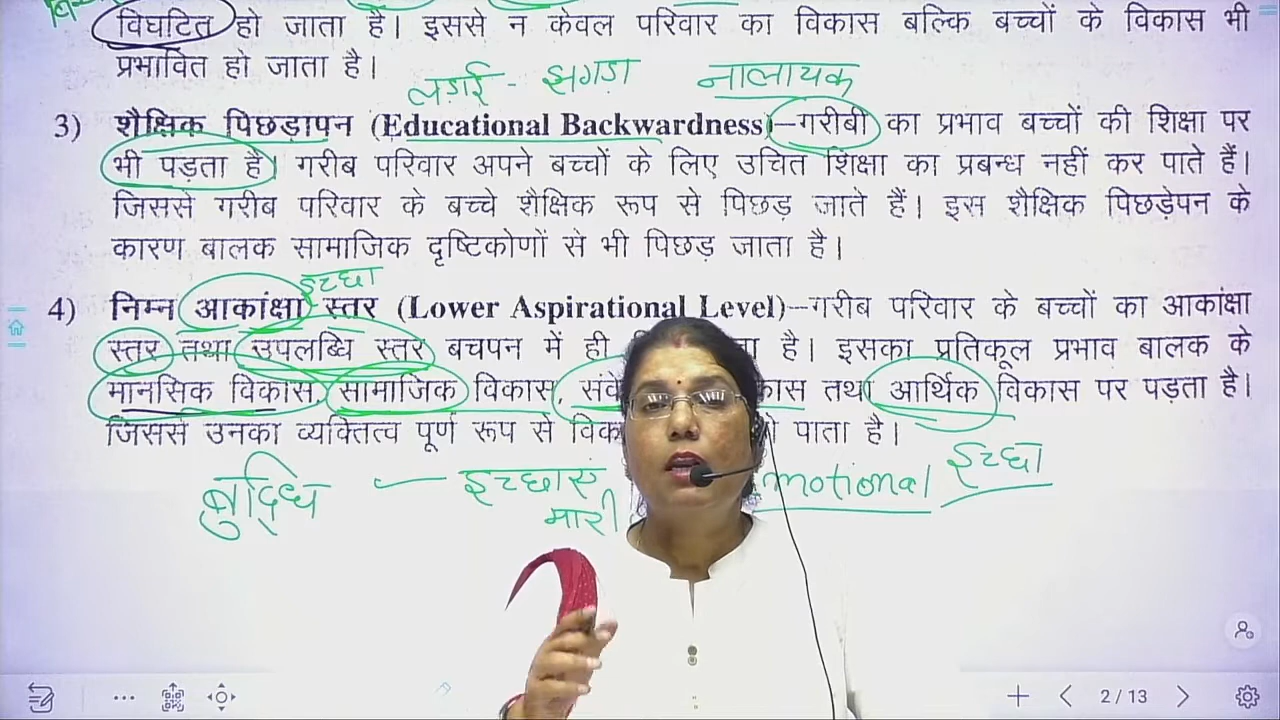 विघटित हो जाता है। इससे न केवल परिवार का विकास बल्कि बच्चों के विकास भी
प्रभावित हो जाता है।
लड़ाई - झगड़ा नालायक
3) शैक्षिक पिछड़ापन (Educational Backwardness)–गरीबी का प्रभाव बच्चों की शिक्षा पर
भी पड़ता है। गरीब परिवार अपने बच्चों के लिए उचित शिक्षा का प्रबन्ध नहीं कर पाते हैं।
जिससे गरीब परिवार के बच्चे शैक्षिक रूप से पिछड़ जाते हैं। इस शैक्षिक पिछड़ेपन के
कारण बालक सामाजिक दृष्टिकोणों से भी पिछड़ जाता है।
इच्छा
4) निम्न आकांक्षा स्तर (Lower Aspirational Level)–गरीब परिवार के बच्चों का आकांक्षा
स्तर तथा उपलब्धि स्तर बचपन में ही है। इसका प्रतिकूल प्रभाव बालक के
मानसिक विकास, सामाजिक विकास, तथा आर्थिक विकास पर पड़ता है।
जिससे उनका व्यक्तित्व पूर्ण रूप से पाता है।
बुद्धि इच्छाएं motional इच्छा
मारी
2/13